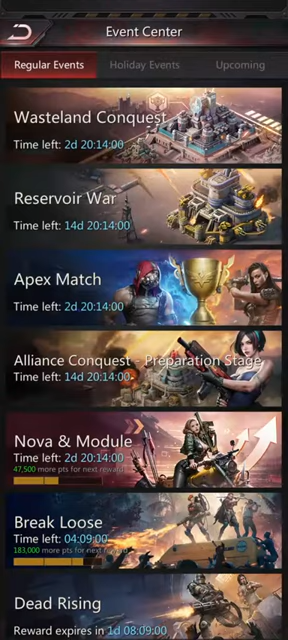 Event Center
Regular Events
Holiday Events
Upcoming
Wasteland Conquest
Time left: 2d 20:14:00
Reservoir War
Time left: 14d 20:14:00
Apex Match
Time left: 2d 20:14:00
Alliance Conquest - Preparation Stage
Time left: 14d 20:14:00
Nova & Module
Time left: 2d 20:14:00
47,500 more pts for next reward
Break Loose
Time left: 04:09:00
183,000 more pts for next reward
Dead Rising
Reward expires in 1d 08:09:00